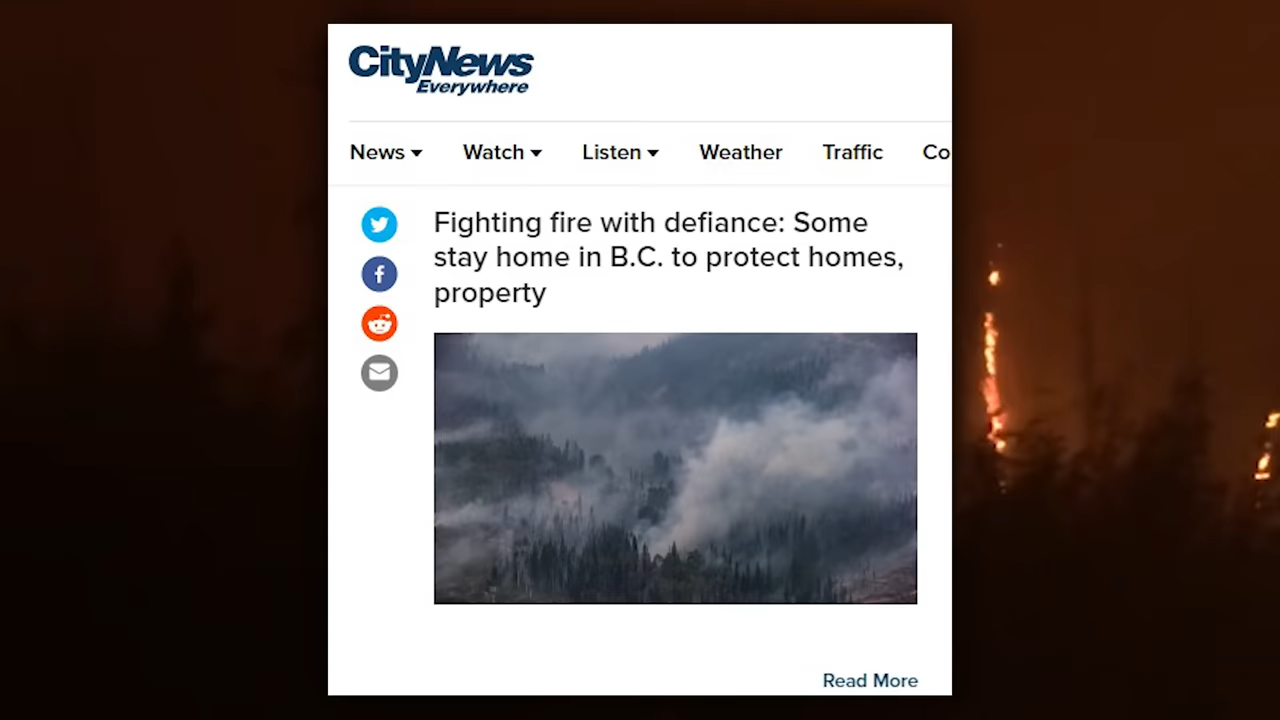 CityNews
Everywhere
News Watch Listen Weather Traffic Co
Fighting fire with defiance: Some
stay home in B.C. to protect homes,
property
Read More